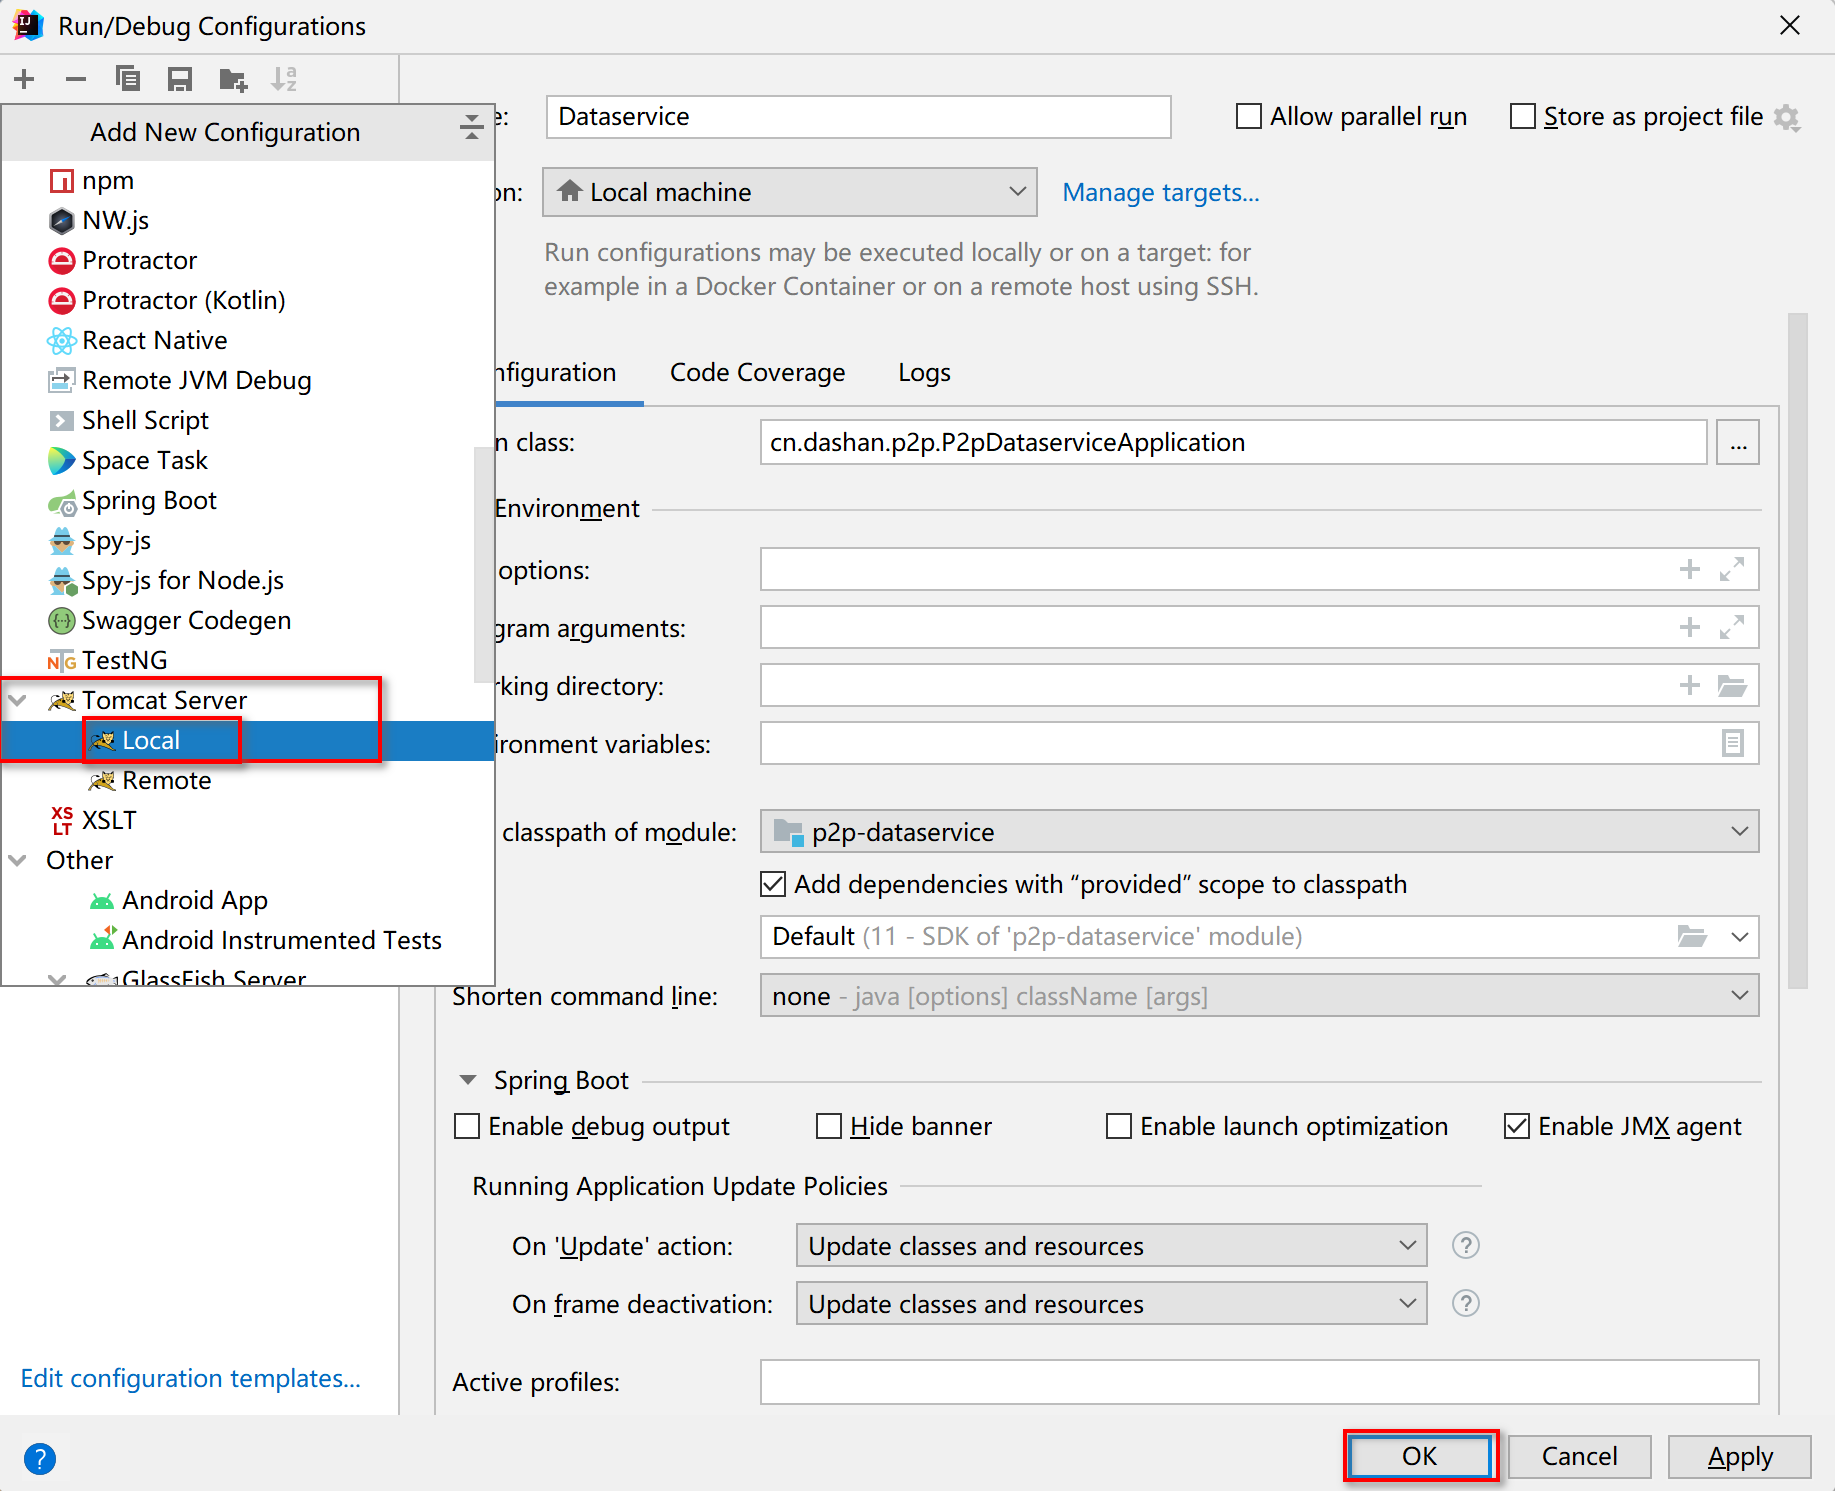 Run/Debug Configurations
Add New Configuration
npm
NW.js
Protractor
Protractor (Kotlin)
React Native
Remote JVM Debug
Shell Script
Space Task
Spring Boot
Spy-js
Spy-js for Node.js
Swagger Codegen
TestNG
Tomcat Server
Local
Remote
XSLT
Other
Android App
Android Instrumented Tests
GlassFish Server
Edit configuration templates...
e: Dataservice
Allow parallel run
Store as project file
on: Local machine
Manage targets...
Run configurations may be executed locally or on a target: for
example in a Docker Container or on a remote host using SSH.
nfiguration Code Coverage Logs
n class: cn.dashan.p2p.P2pDataserviceApplication ...
Environment
options:
gram arguments:
rking directory:
ironment variables:
classpath of module: p2p-dataservice
Add dependencies with “provided” scope to classpath
Default (11 - SDK of 'p2p-dataservice' module)
Shorten command line: none - java [options] className [args]
Spring Boot
Enable debug output Hide banner Enable launch optimization Enable JMX agent
Running Application Update Policies
On 'Update' action: Update classes and resources ?
On frame deactivation: Update classes and resources ?
Active profiles:
? OK Cancel Apply